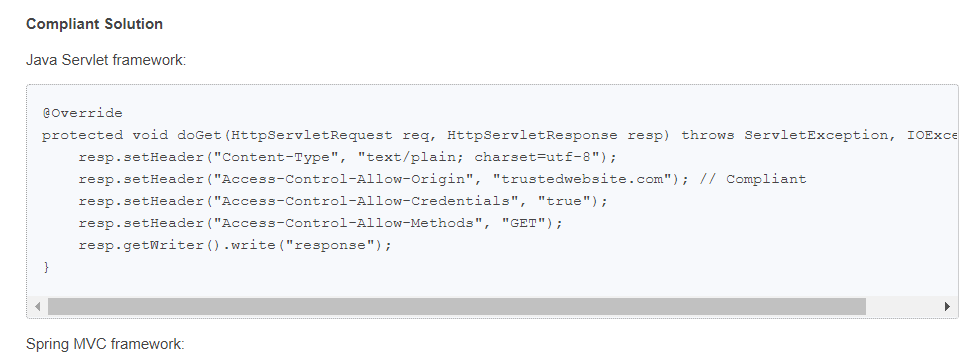 Compliant Solution
Java Servlet framework:
@Override
protected void doGet(HttpServletRequest req, HttpServletResponse resp) throws ServletException, IOExce
resp.setHeader("Content-Type", "text/plain; charset=utf-8");
resp.setHeader("Access-Control-Allow-Origin", "trustedwebsite.com"); // Compliant
resp.setHeader("Access-Control-Allow-Credentials", "true");
resp.setHeader("Access-Control-Allow-Methods", "GET");
resp.getWriter().write("response");
}
Spring MVC framework: